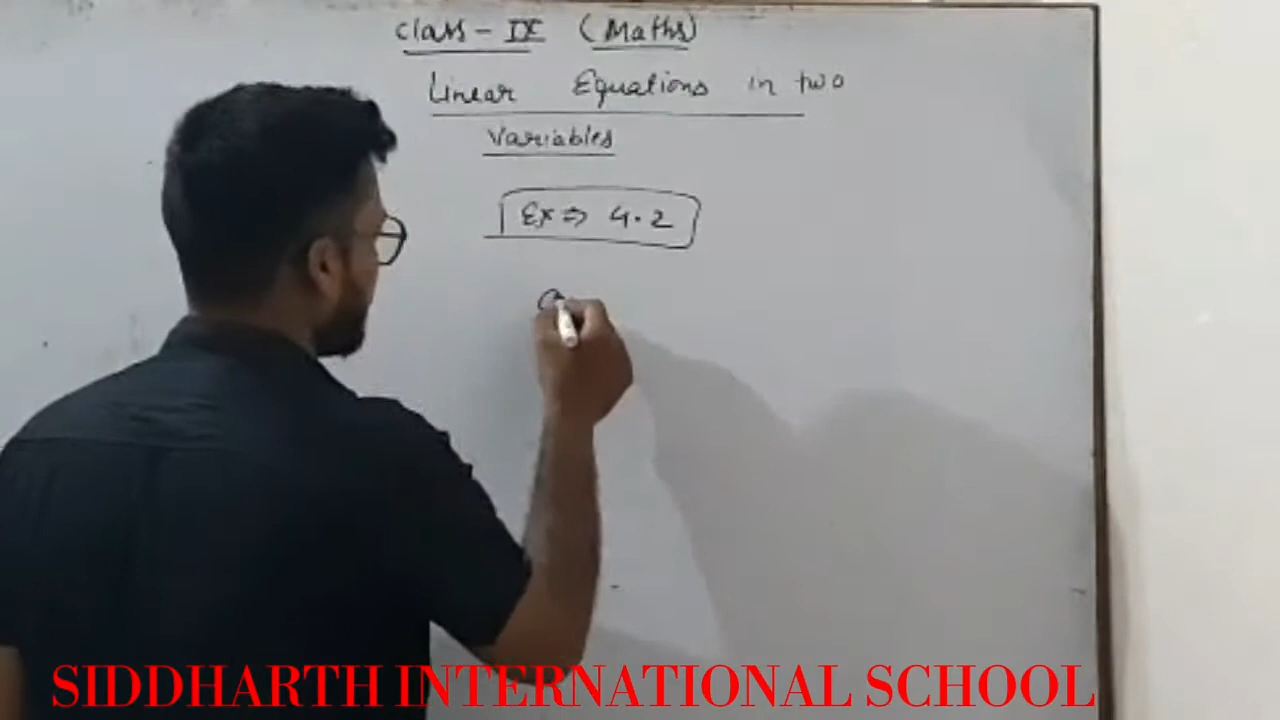 Class - IX (Maths)
Linear Equations in two
Variables
Ex ⇒ 4.2
SIDDHARTH INTERNATIONAL SCHOOL